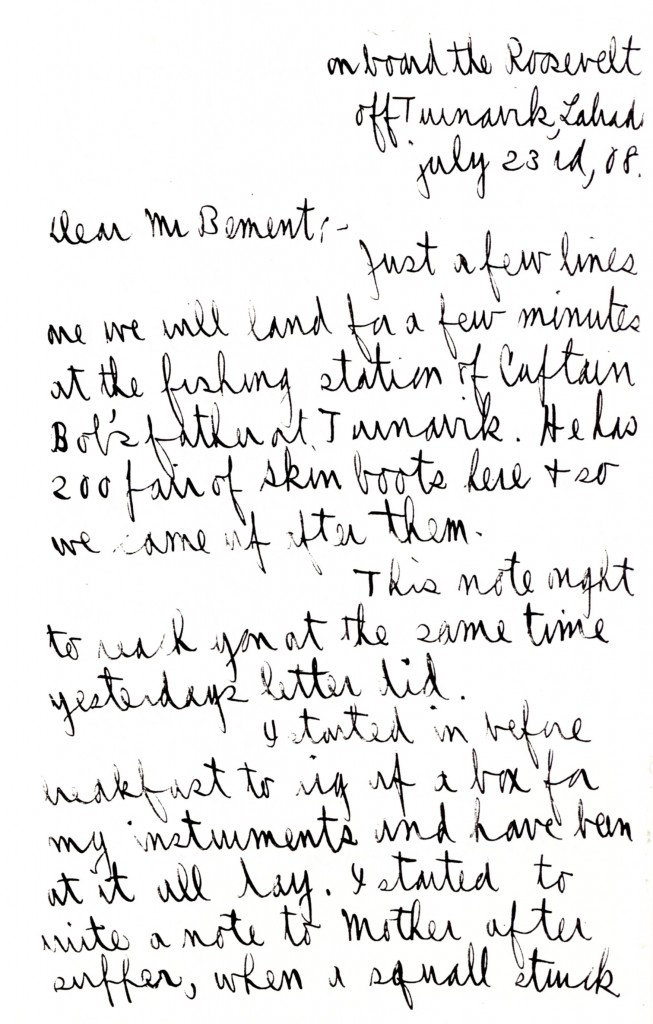 on board the Roosevelt
off Turnavik, Labrad.
July 23rd, 08.
Dear Mr Bement:-
Just a few lines
me we will land for a few minutes
at the fishing station of Captain
Bob's father at Turnavik. He has
200 pair of skin boots here + so
we came up after them.
This note ought
to reach you at the same time
yesterdays letter did.
I started in before
breakfast to rig up a box for
my instruments and have been
at it all day. I started to
write a note to Mother after
supper, when a squall struck